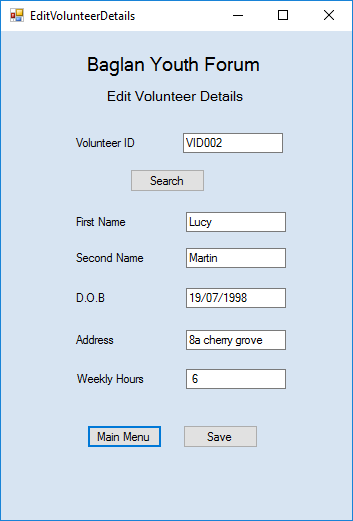 EditVolunteerDetails
Baglan Youth Forum
Edit Volunteer Details
Volunteer ID VID002
Search
First Name Lucy
Second Name Martin
D.O.B 19/07/1998
Address 8a cherry grove
Weekly Hours 6
Main Menu Save